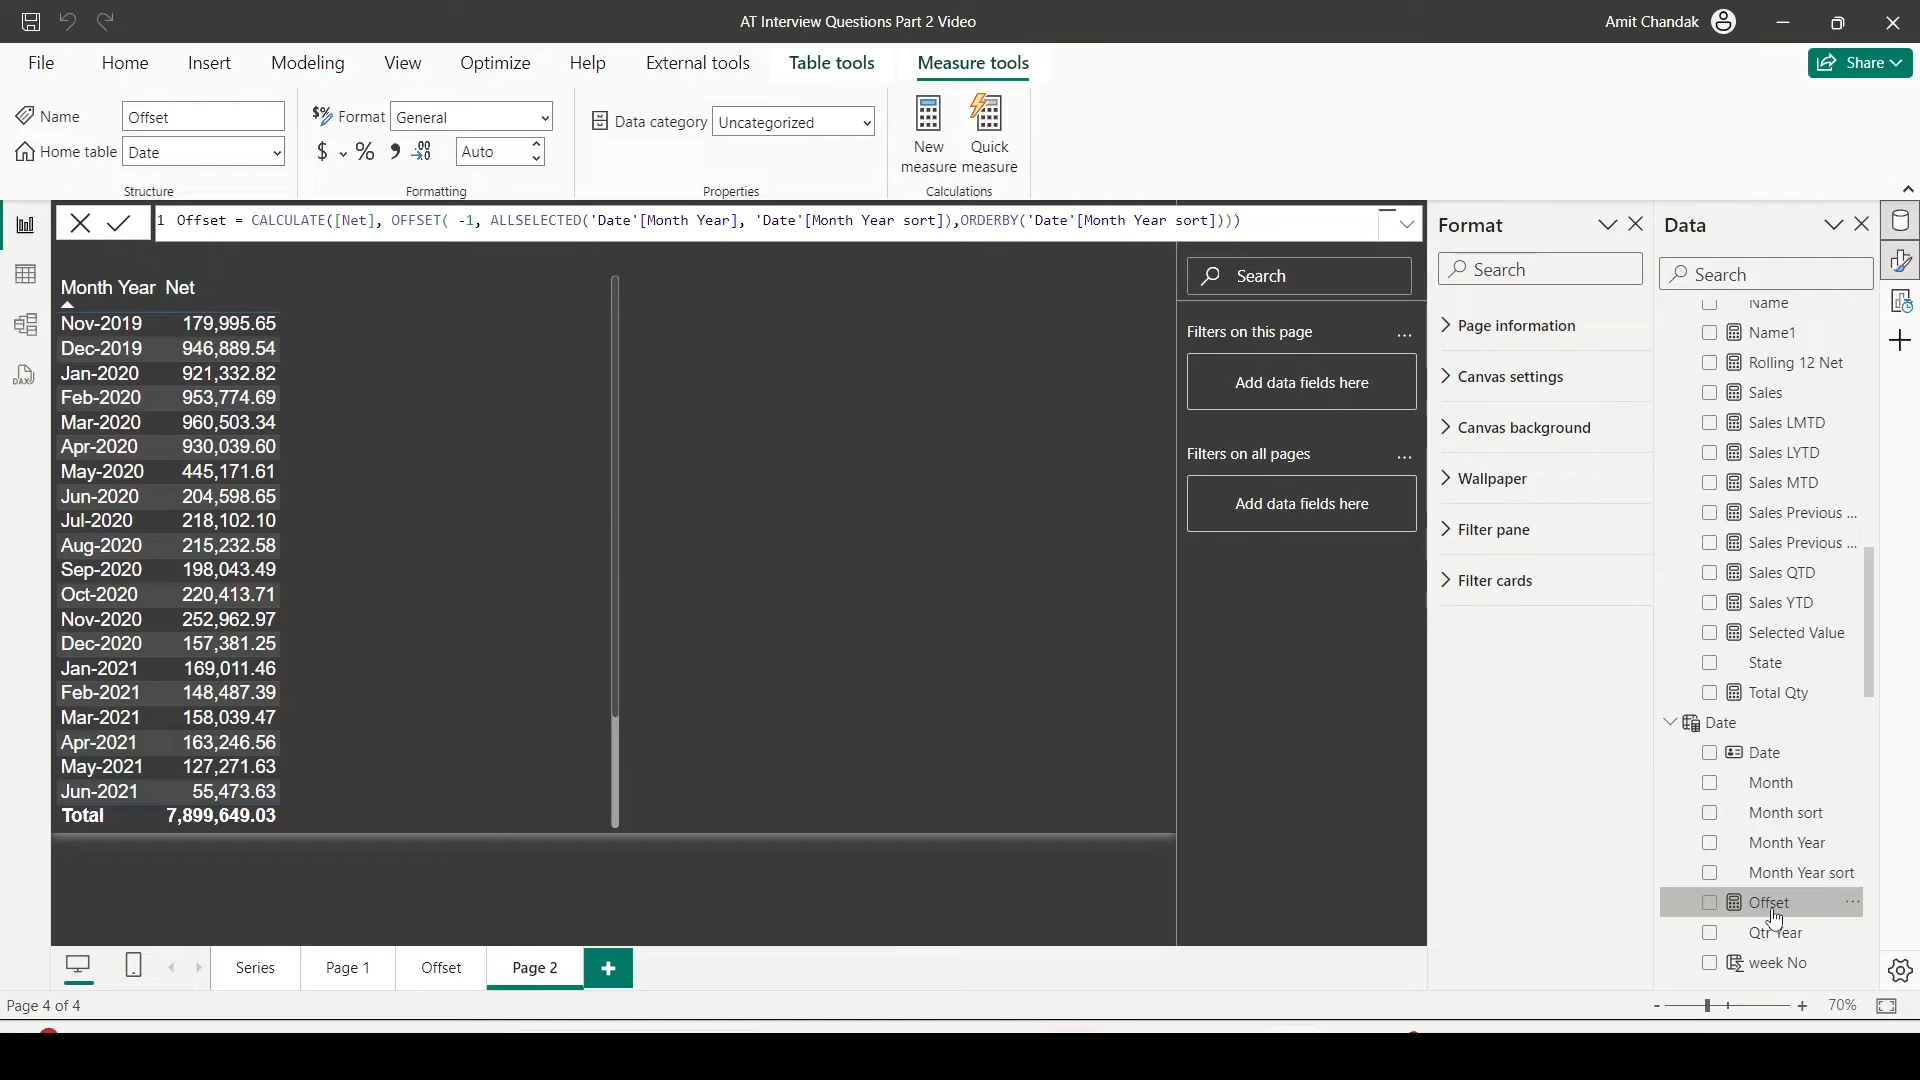 AT Interview Questions Part 2 Video
Amit Chandak
File Home Insert Modeling View Optimize Help External tools Table tools Measure tools
Share
Name Offset
Home table Date
Structure
$% Format General
$ % , .00 Auto
Formatting
Data category Uncategorized
Properties
New measure
Quick measure
Calculations
1 Offset = CALCULATE([Net], OFFSET( -1, ALLSELECTED('Date'[Month Year], 'Date'[Month Year sort]),ORDERBY('Date'[Month Year sort])))
DAX
Month Year Net
Nov-2019 179,995.65
Dec-2019 946,889.54
Jan-2020 921,332.82
Feb-2020 953,774.69
Mar-2020 960,503.34
Apr-2020 930,039.60
May-2020 445,171.61
Jun-2020 204,598.65
Jul-2020 218,102.10
Aug-2020 215,232.58
Sep-2020 198,043.49
Oct-2020 220,413.71
Nov-2020 252,962.97
Dec-2020 157,381.25
Jan-2021 169,011.46
Feb-2021 148,487.39
Mar-2021 158,039.47
Apr-2021 163,246.56
May-2021 127,271.63
Jun-2021 55,473.63
Total 7,899,649.03
Search
Filters on this page ...
Add data fields here
Filters on all pages ...
Add data fields here
Format
Search
Page information
Canvas settings
Canvas background
Wallpaper
Filter pane
Filter cards
Data
Search
Name
Name1
Rolling 12 Net
Sales
Sales LMTD
Sales LYTD
Sales MTD
Sales Previous ...
Sales Previous ...
Sales QTD
Sales YTD
Selected Value
State
Total Qty
Date
Date
Month
Month sort
Month Year
Month Year sort
Offset ...
Qtr Year
week No
Series Page 1 Offset Page 2 +
Page 4 of 4
- + 70%